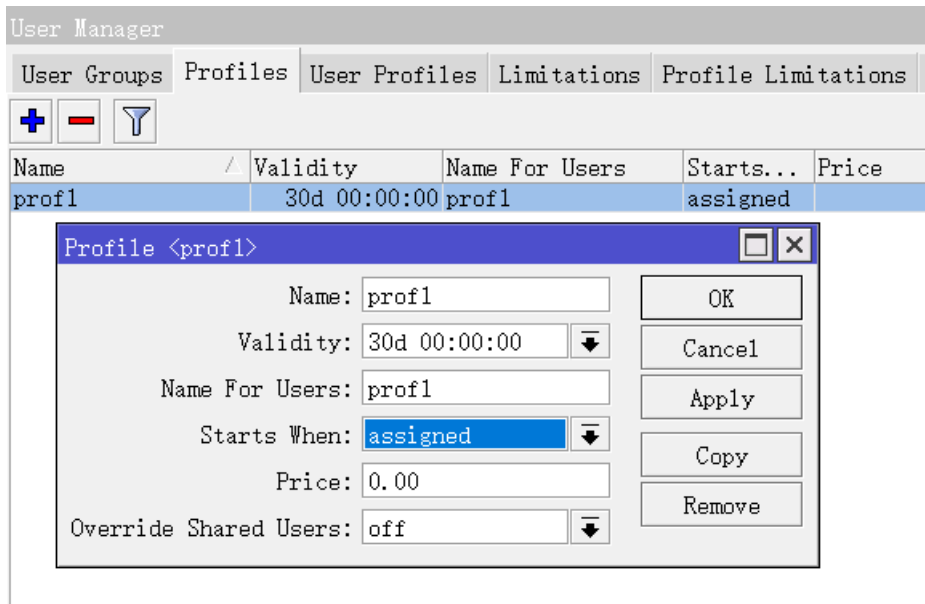 User Manager
User Groups Profiles User Profiles Limitations Profile Limitations
Name Validity Name For Users Starts... Price
prof1 30d 00:00:00 prof1 assigned
Profile <prof1>
Name: prof1 OK
Validity: 30d 00:00:00 Cancel
Name For Users: prof1 Apply
Starts When: assigned
Copy
Price: 0.00
Remove
Override Shared Users: off